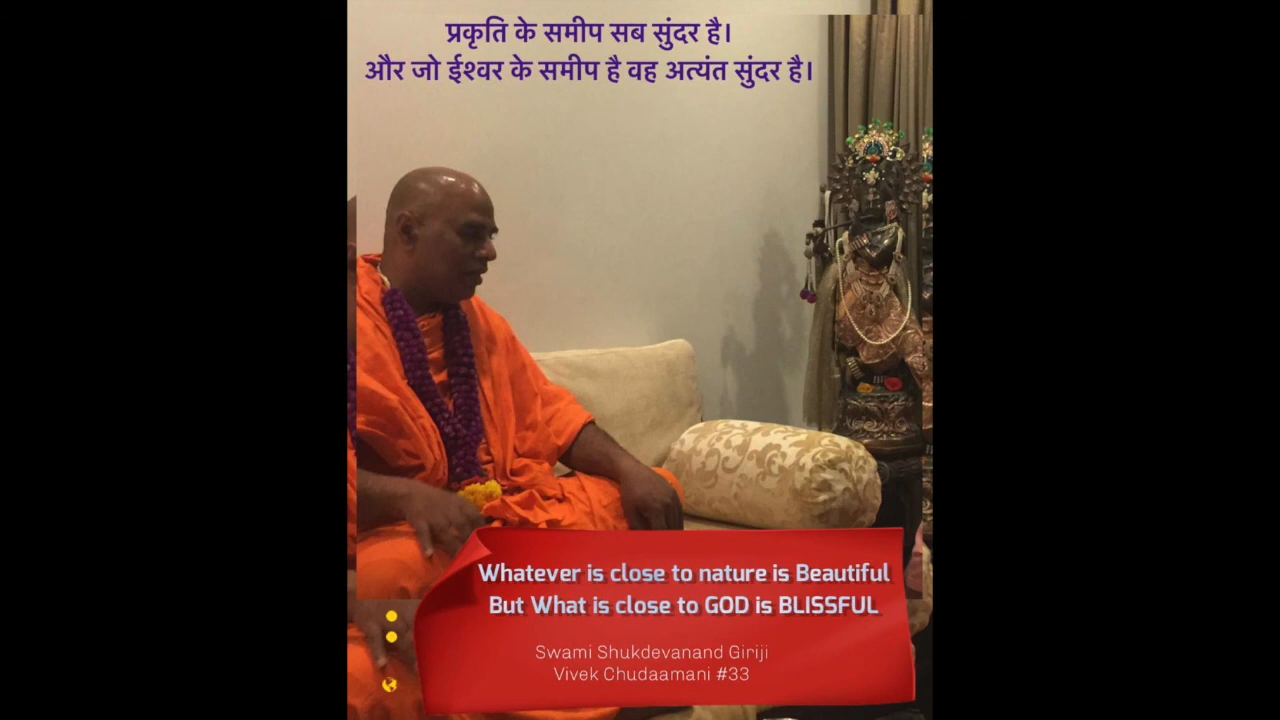 प्रकृति के समीप सब सुंदर है।
और जो ईश्वर के समीप है वह अत्यंत सुंदर है।
Whatever is close to nature is Beautiful
But What is close to GOD is BLISSFUL
Swami Shukdevanand Giriji
Vivek Chudaamani #33